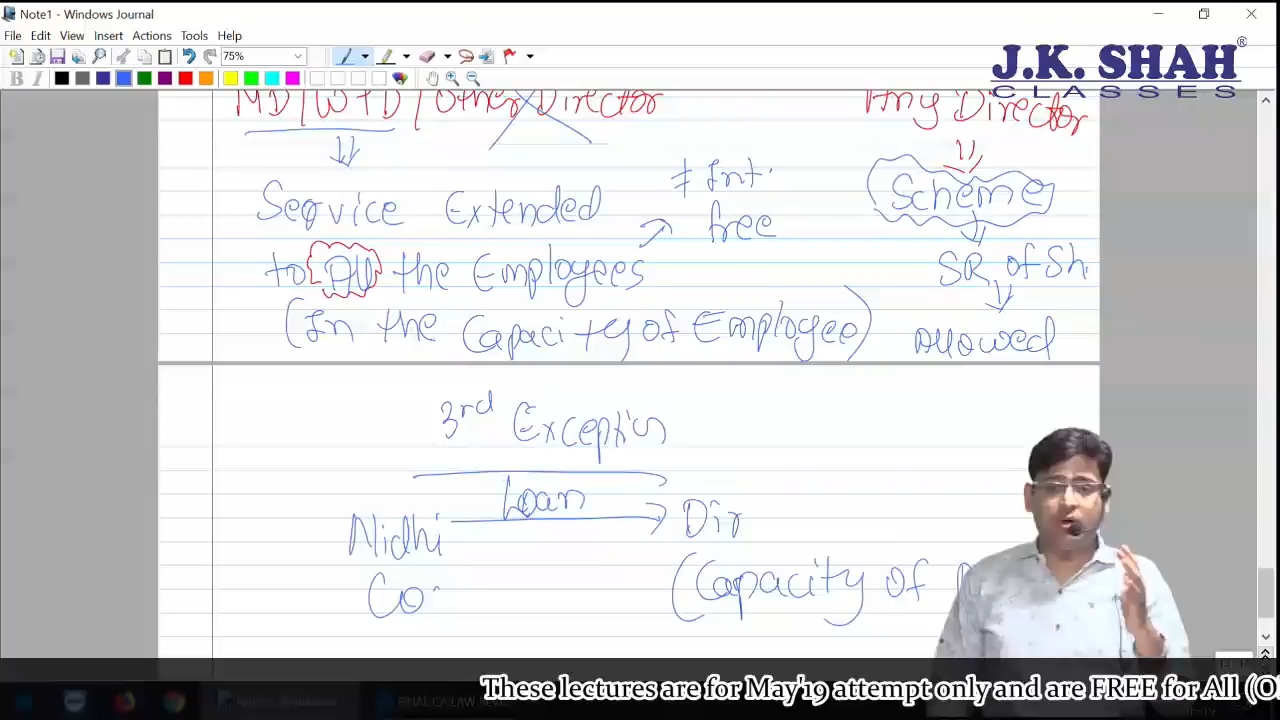 Note1 - Windows Journal
File Edit View Insert Actions Tools Help
75%
J.K. SHAH®
CLASSES
MD/WTD/Other Director
Any Director
Service Extended
≠ Int.
free
Scheme
to All the Employees
SR of Sh.
(In the Capacity of Employee)
Allowed
3rd Exception
Loan
Nidhi
Dir
Co.
(Capacity of
These lectures are for May'19 attempt only and are FREE for All (O